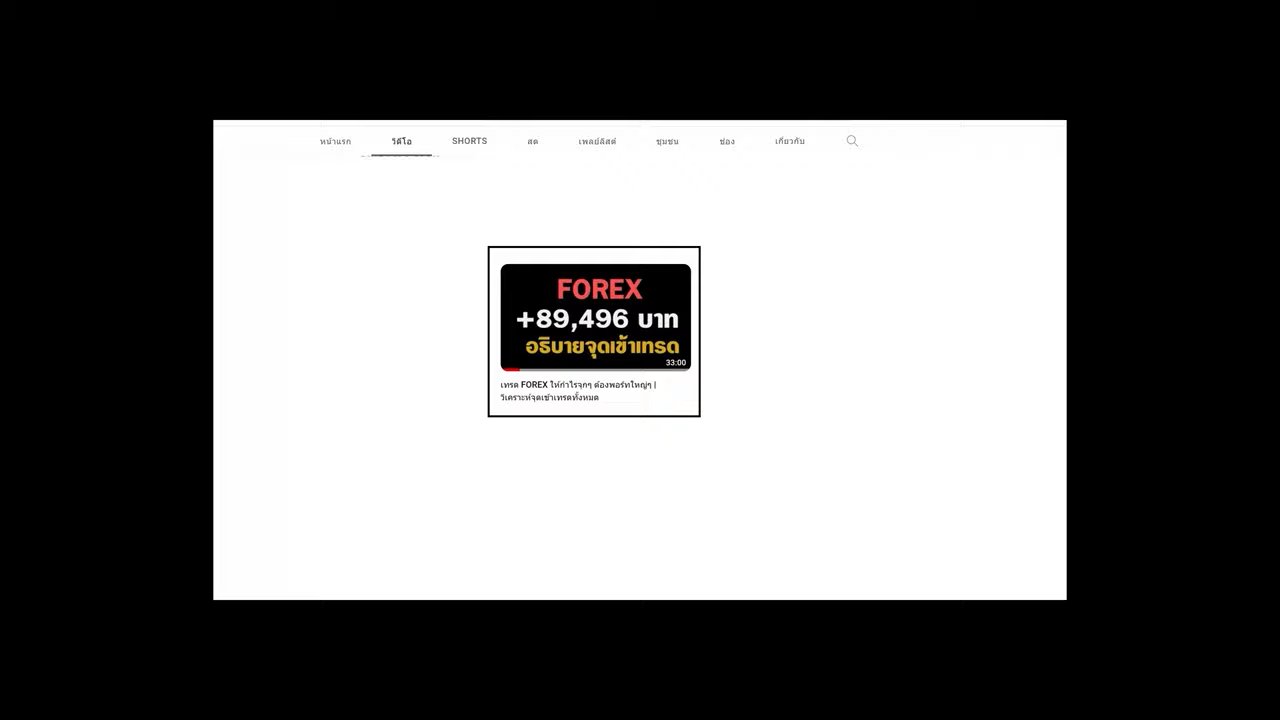 หน้าแรก วิดีโอ SHORTS สด เพลย์ลิสต์ ชุมชน ช่อง เกี่ยวกับ
FOREX
+89,496 บาท
อธิบายจุดเข้าเทรด
33:00
เทรด FOREX ให้กำไรจุกๆ ต้องพอร์ทใหญ่ๆ |
วิเคราะห์จุดเข้าเทรดทั้งหมด